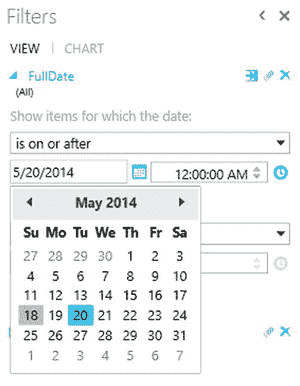 Filters
VIEW | CHART
FullDate
(All)
Show items for which the date:
is on or after
5/20/2014 12:00:00 AM
May 2014
Su Mo Tu We Th Fr Sa
27 28 29 30 1 2 3
4 5 6 7 8 9 10
11 12 13 14 15 16 17
18 19 20 21 22 23 24
25 26 27 28 29 30 31
1 2 3 4 5 6 7